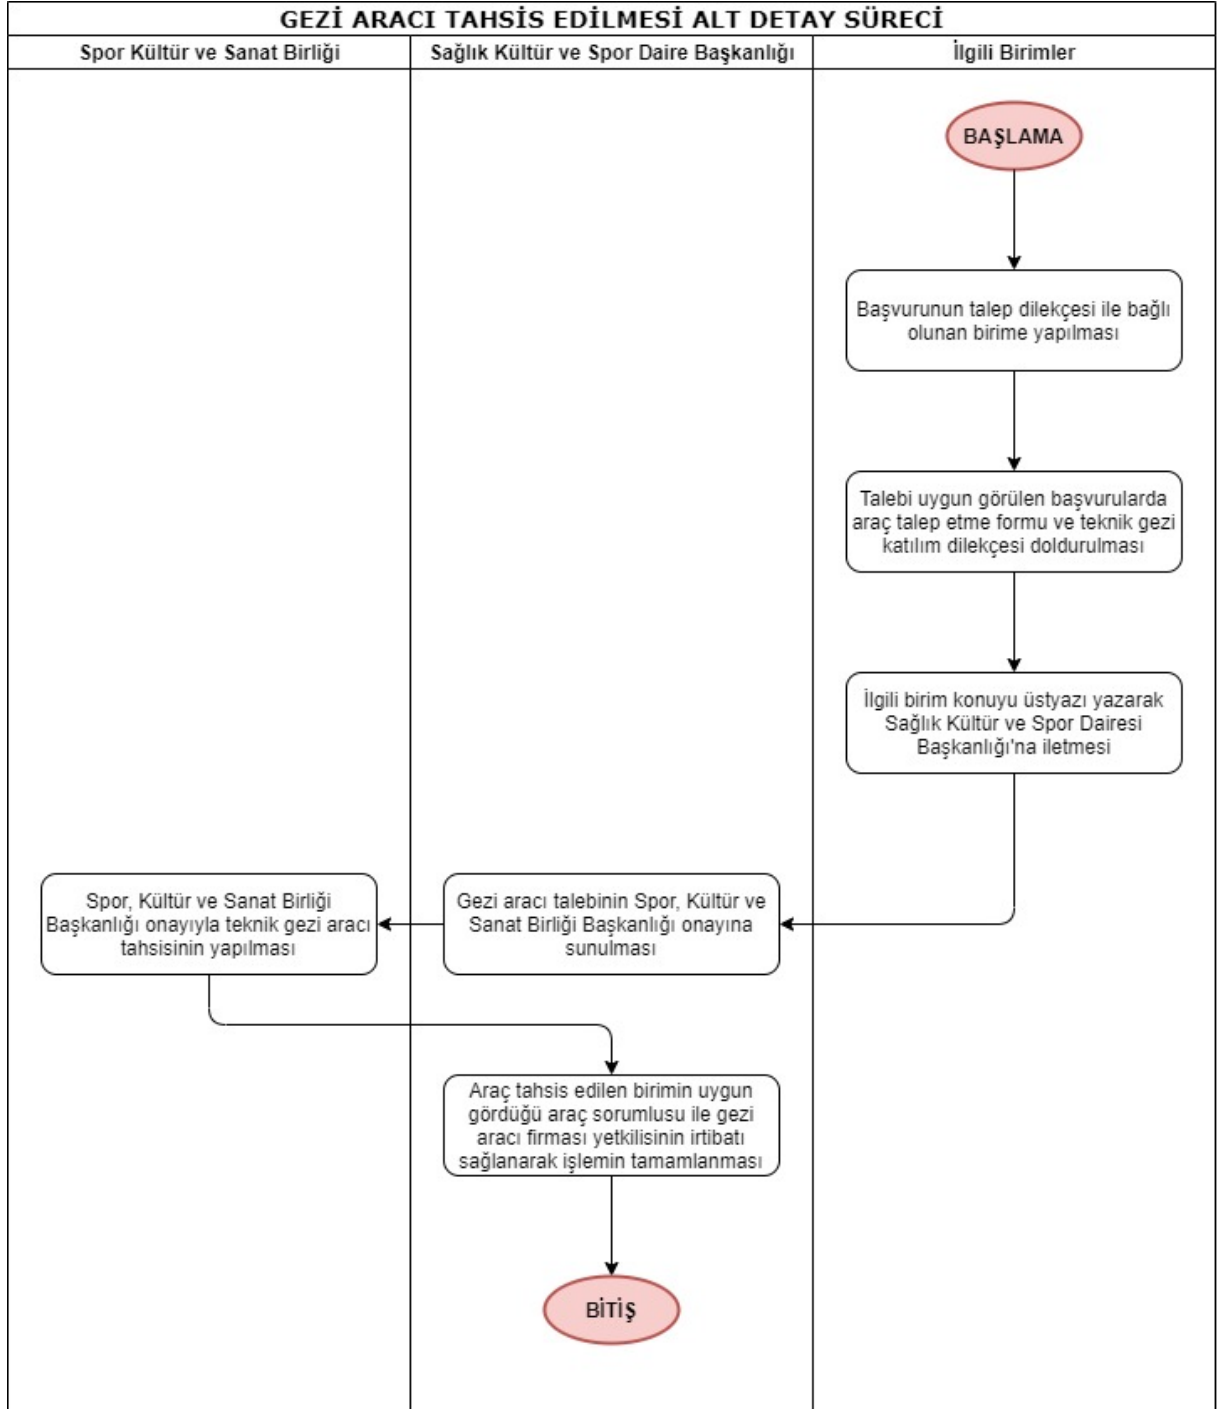 GEZİ ARACI TAHSİS EDİLMESİ ALT DETAY SÜRECİ
Spor Kültür ve Sanat Birliği
Sağlık Kültür ve Spor Daire Başkanlığı
İlgili Birimler
BAŞLAMA
Başvurunun talep dilekçesi ile bağlı
olunan birime yapılması
Talebi uygun görülen başvurularda
araç talep etme formu ve teknik gezi
katılım dilekçesi doldurulması
İlgili birim konuyu üstyazı yazarak
Sağlık Kültür ve Spor Dairesi
Başkanlığı'na iletmesi
Gezi aracı talebinin Spor, Kültür ve
Sanat Birliği Başkanlığı onayına
sunulması
Spor, Kültür ve Sanat Birliği
Başkanlığı onayıyla teknik gezi aracı
tahsisinin yapılması
Araç tahsis edilen birimin uygun
gördüğü araç sorumlusu ile gezi
aracı firması yetkilisinin irtibatı
sağlanarak işlemin tamamlanması
BİTİŞ